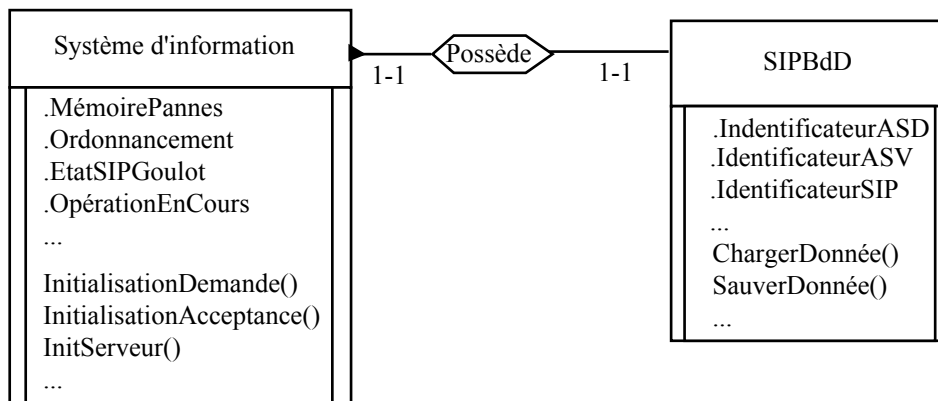 Système d'information
.MémoirePannes
.Ordonnancement
.EtatSIPGoulot
.OpérationEnCours
...
InitialisationDemande()
InitialisationAcceptance()
InitServeur()
...
Possède
1-1
1-1
SIPBdD
.IndentificateurASD
.IdentificateurASV
.IdentificateurSIP
...
ChargerDonnée()
SauverDonnée()
...